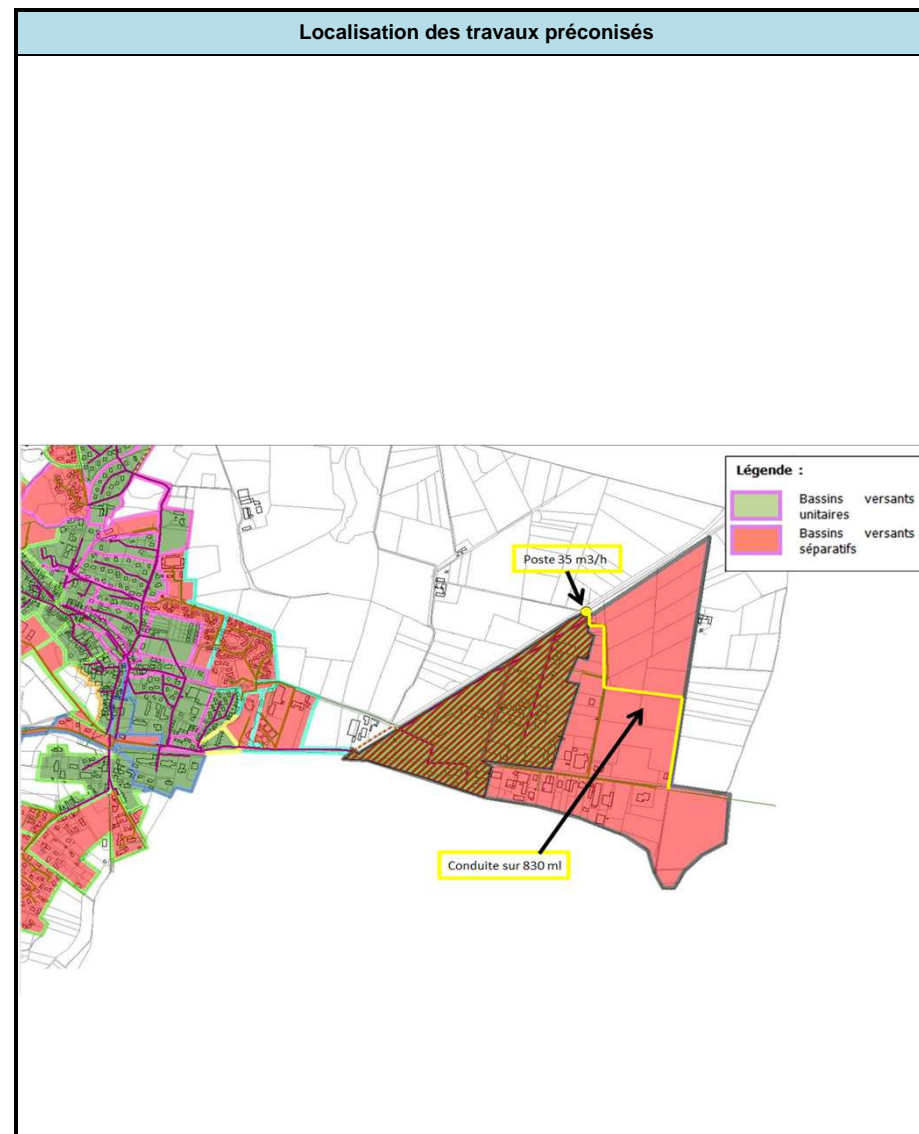 Localisation des travaux préconisés
Légende :
Bassins versants
unitaires
Bassins versants
séparatifs
Poste 35 m3/h
Conduite sur 830 ml